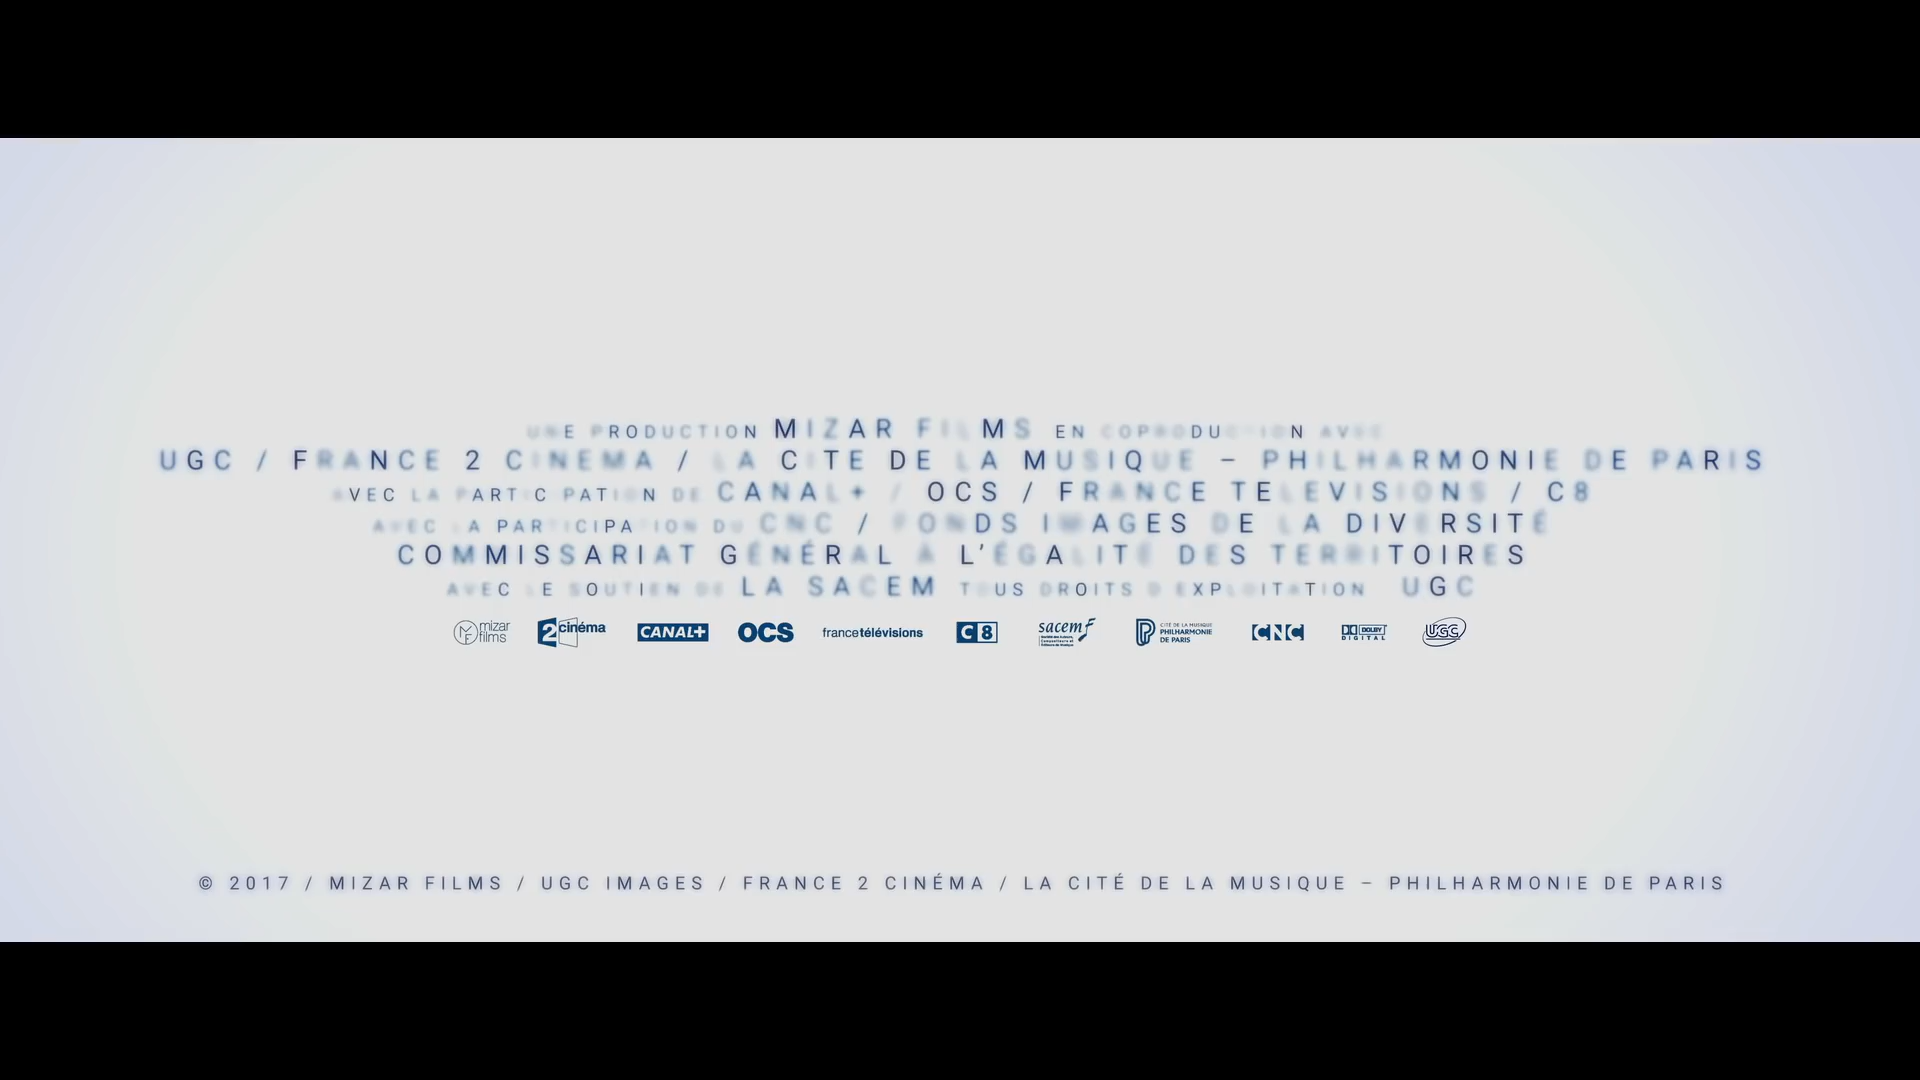 UNE PRODUCTION MIZAR FILMS EN COPRODUCTION AVEC
UGC / FRANCE 2 CINEMA / LA CITE DE LA MUSIQUE – PHILHARMONIE DE PARIS
AVEC LA PARTICIPATION DE CANAL+ / OCS / FRANCE TELEVISIONS / C8
AVEC LA PARTICIPATION DU CNC / FONDS IMAGES DE LA DIVERSITÉ
COMMISSARIAT GÉNÉRAL À L'ÉGALITÉ DES TERRITOIRES
AVEC LE SOUTIEN DE LA SACEM TOUS DROITS D EXPLOITATION UGC
mizar films 2 cinéma CANAL+ OCS francetélévisions C8 sacem CITÉ DE LA MUSIQUE PHILHARMONIE DE PARIS CNC DOLBY DIGITAL UGC
© 2017 / MIZAR FILMS / UGC IMAGES / FRANCE 2 CINÉMA / LA CITÉ DE LA MUSIQUE – PHILHARMONIE DE PARIS